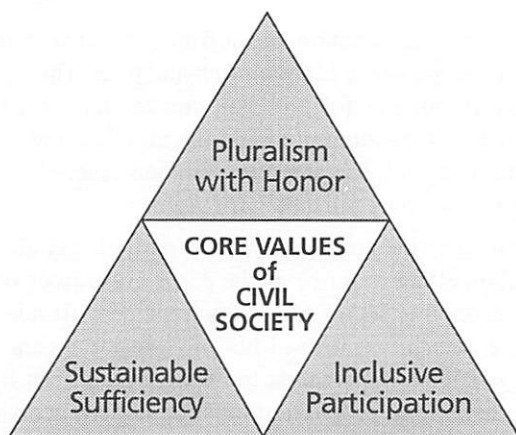 Pluralism
with Honor
CORE VALUES
of
CIVIL
SOCIETY
Sustainable
Sufficiency
Inclusive
Participation